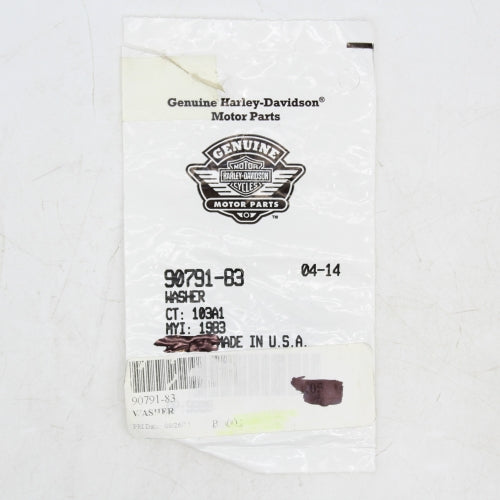 Genuine Harley-Davidson®
Motor Parts
GENUINE
MOTOR
HARLEY-DAVIDSON
CYCLES
MOTOR PARTS
™
90791-83 04-14
WASHER
CT: 103A1
MYI: 1983
MADE IN U.S.A.
90791-83
WASHER